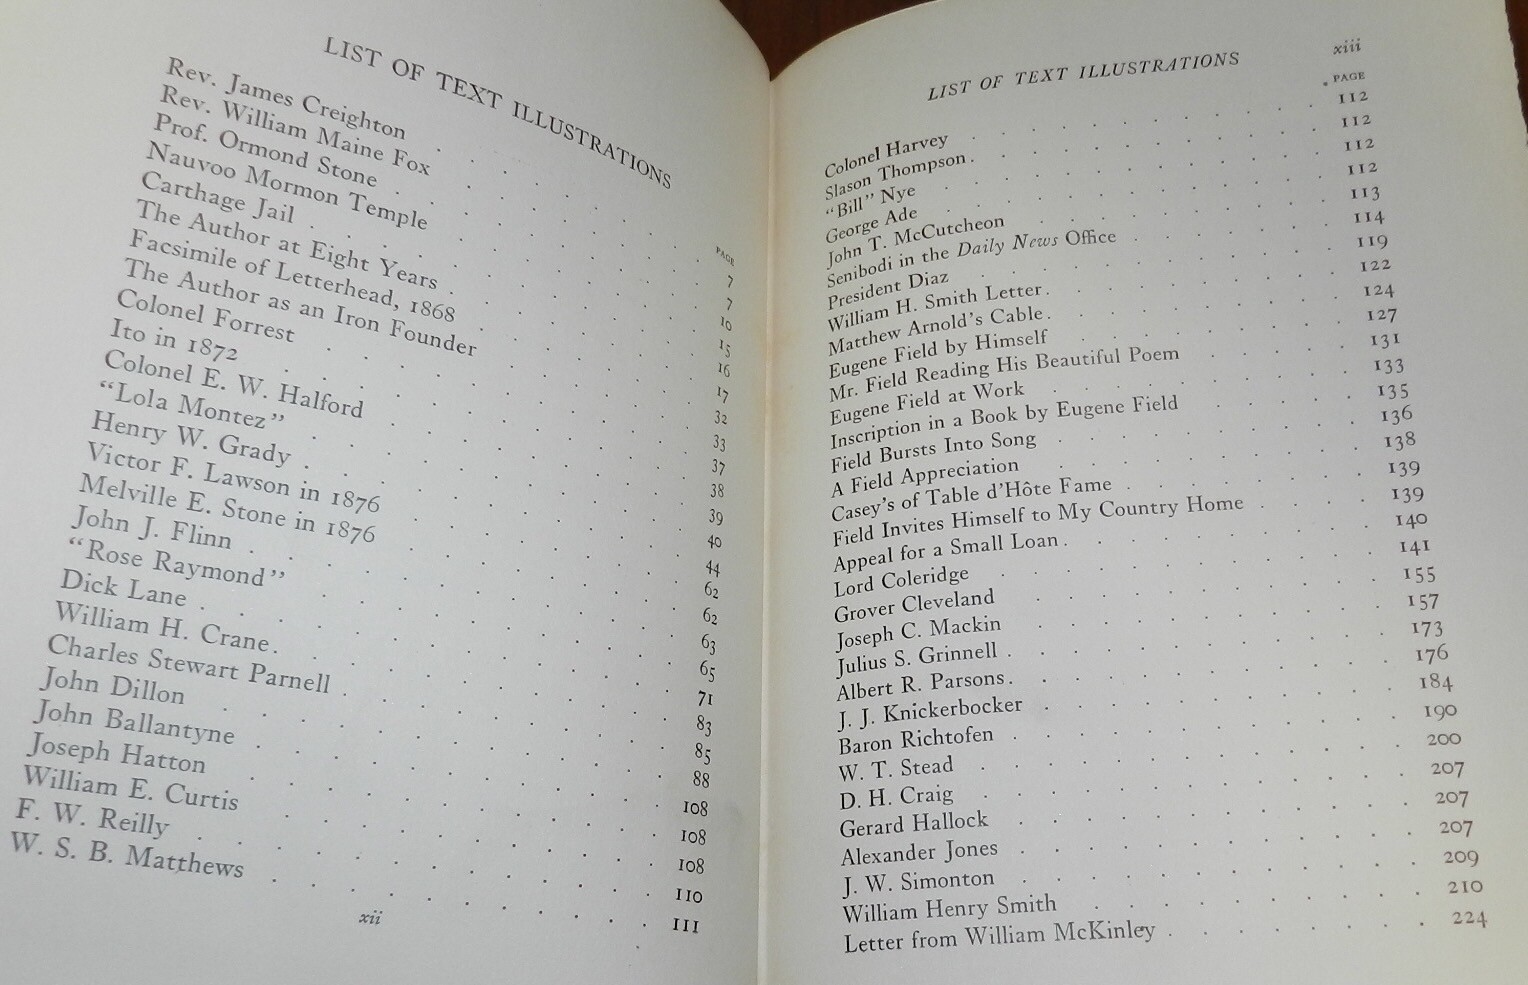 LIST OF TEXT ILLUSTRATIONS
PAGE
Rev. James Creighton . . . . . . 7
Rev. William Maine Fox . . . . . . 7
Prof. Ormond Stone . . . . . . 10
Nauvoo Mormon Temple . . . . . . 15
Carthage Jail . . . . . . 16
The Author at Eight Years . . . . . . 17
Facsimile of Letterhead, 1868 . . . . . . 32
The Author as an Iron Founder . . . . . . 33
Colonel Forrest . . . . . . 37
Ito in 1872 . . . . . . 38
Colonel E. W. Halford . . . . . . 39
“Lola Montez” . . . . . . 40
Henry W. Grady . . . . . . 44
Victor F. Lawson in 1876 . . . . . . 62
Melville E. Stone in 1876 . . . . . . 62
John J. Flinn . . . . . . 63
“Rose Raymond” . . . . . . 65
Dick Lane . . . . . . 71
William H. Crane . . . . . . 83
Charles Stewart Parnell . . . . . . 85
John Dillon . . . . . . 88
John Ballantyne . . . . . . 108
Joseph Hatton . . . . . . 108
William E. Curtis . . . . . . 108
F. W. Reilly . . . . . . 110
W. S. B. Matthews . . . . . . 111
xii
LIST OF TEXT ILLUSTRATIONS xiii
PAGE
Colonel Harvey . . . . . . 112
Slason Thompson . . . . . . 112
“Bill” Nye . . . . . . 112
George Ade . . . . . . 112
John T. McCutcheon . . . . . . 113
Senibodi in the Daily News Office . . . . . . 114
President Diaz . . . . . . 119
William H. Smith Letter . . . . . . 122
Matthew Arnold’s Cable . . . . . . 124
Eugene Field by Himself . . . . . . 127
Mr. Field Reading His Beautiful Poem . . . . . . 131
Eugene Field at Work . . . . . . 133
Inscription in a Book by Eugene Field . . . . . . 135
Field Bursts Into Song . . . . . . 136
A Field Appreciation . . . . . . 138
Casey’s of Table d’Hôte Fame . . . . . . 139
Field Invites Himself to My Country Home . . . . 139
Appeal for a Small Loan . . . . . . 140
Lord Coleridge . . . . . . 141
Grover Cleveland . . . . . . 155
Joseph C. Mackin . . . . . . 157
Julius S. Grinnell . . . . . . 173
Albert R. Parsons . . . . . . 176
J. J. Knickerbocker . . . . . . 184
Baron Richtofen . . . . . . 190
W. T. Stead . . . . . . 200
D. H. Craig . . . . . . 207
Gerard Hallock . . . . . . 207
Alexander Jones . . . . . . 207
J. W. Simonton . . . . . . 209
William Henry Smith . . . . . . 210
Letter from William McKinley . . . . . . 224